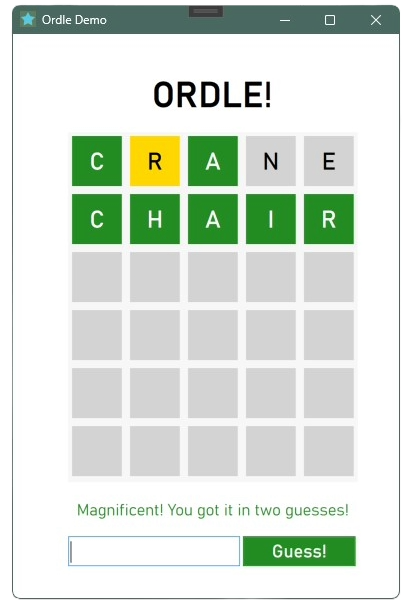 Ordle Demo
ORDLE!
C R A N E
C H A I R
Magnificent! You got it in two guesses!
Guess!